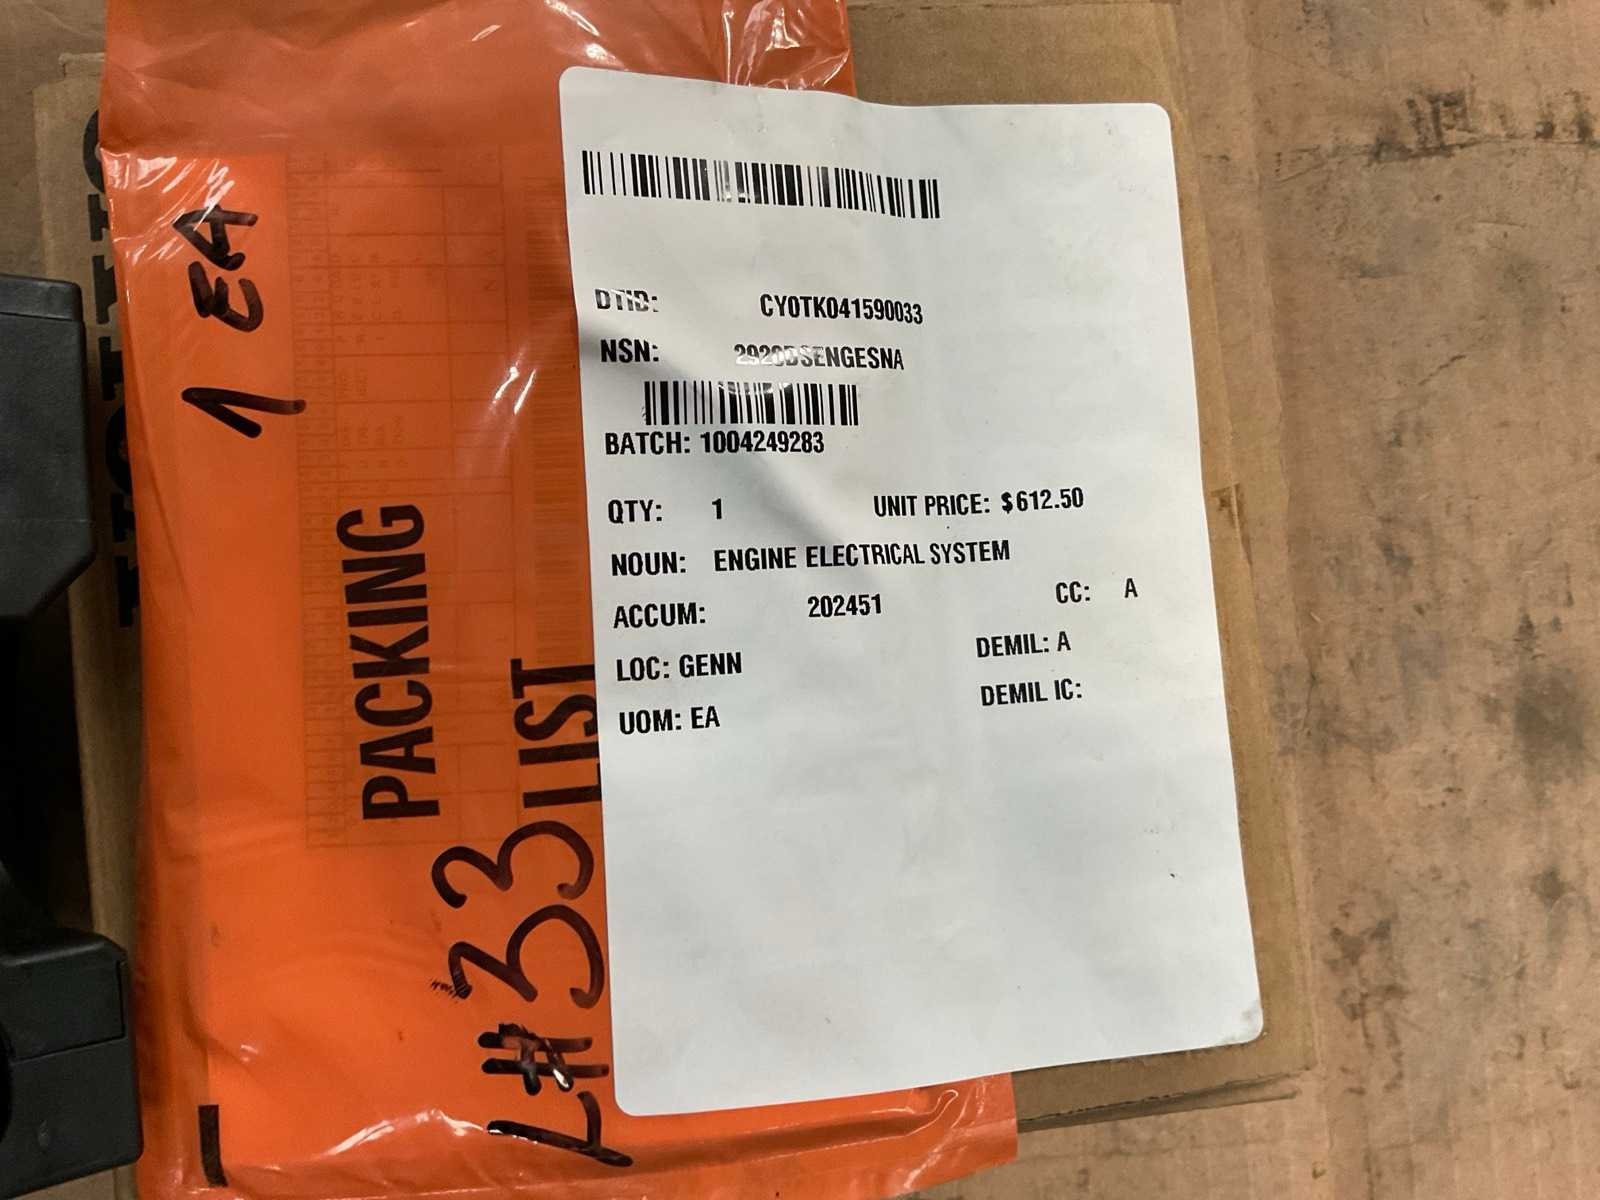 1 EA
PACKING
LIST
L#33
DTID: CY0TK041590033
NSN: 2920DSENGESNA
BATCH: 1004249283
QTY: 1 UNIT PRICE: $612.50
NOUN: ENGINE ELECTRICAL SYSTEM
ACCUM: 202451 CC: A
LOC: GENN DEMIL: A
UOM: EA DEMIL IC: